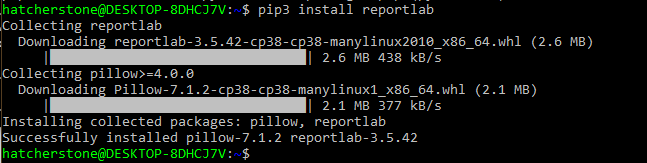 hatcherstone@DESKTOP-8DHCJ7V:~$ pip3 install reportlab
Collecting reportlab
  Downloading reportlab-3.5.42-cp38-cp38-manylinux2010_x86_64.whl (2.6 MB)
     |████████████████████████████████| 2.6 MB 438 kB/s
Collecting pillow>=4.0.0
  Downloading Pillow-7.1.2-cp38-cp38-manylinux1_x86_64.whl (2.1 MB)
     |████████████████████████████████| 2.1 MB 377 kB/s
Installing collected packages: pillow, reportlab
Successfully installed pillow-7.1.2 reportlab-3.5.42
hatcherstone@DESKTOP-8DHCJ7V:~$